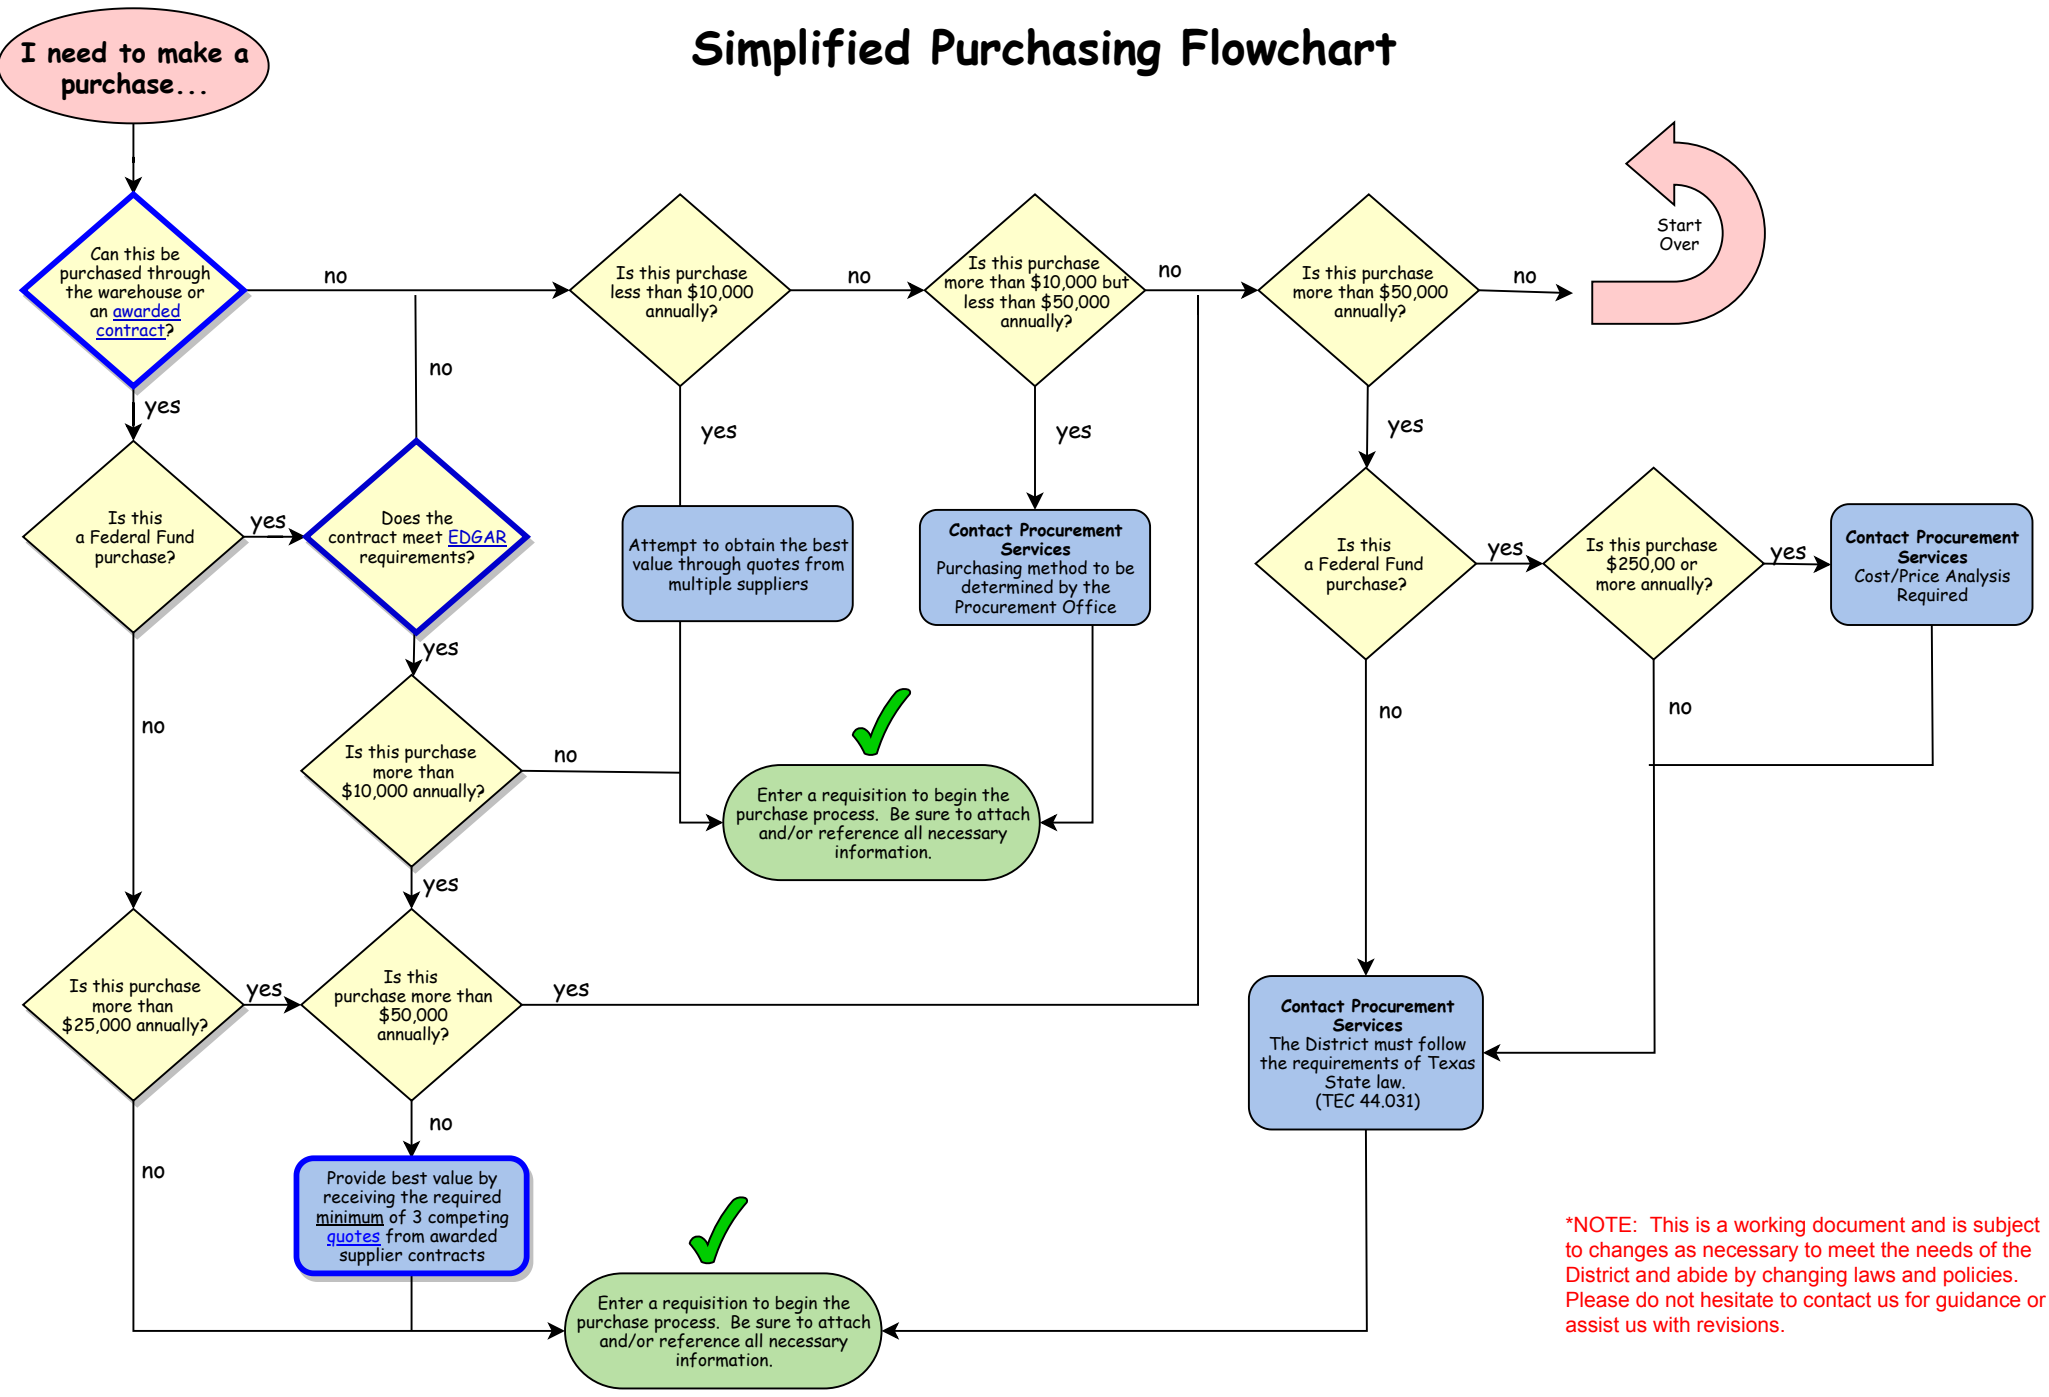 Simplified Purchasing Flowchart
I need to make a
purchase...
Start
Over
Can this be
purchased through
the warehouse or
an awarded
contract?
no
Is this purchase
less than $10,000
annually?
no
Is this purchase
more than $10,000 but
less than $50,000
annually?
no
Is this purchase
more than $50,000
annually?
no
yes
no
yes
yes
yes
Is this
a Federal Fund
purchase?
yes
Does the
contract meet EDGAR
requirements?
Attempt to obtain the best
value through quotes from
multiple suppliers
Contact Procurement
Services
Purchasing method to be
determined by the
Procurement Office
Is this
a Federal Fund
purchase?
yes
Is this purchase
$250,00 or
more annually?
yes
Contact Procurement
Services
Cost/Price Analysis
Required
yes
no
no
no
Is this purchase
more than
$10,000 annually?
no
Enter a requisition to begin the
purchase process.  Be sure to attach
and/or reference all necessary
information.
yes
Is this purchase
more than
$25,000 annually?
yes
Is this
purchase more than
$50,000
annually?
yes
Contact Procurement
Services
The District must follow
the requirements of Texas
State law.
(TEC 44.031)
no
no
Provide best value by
receiving the required
minimum of 3 competing
quotes from awarded
supplier contracts
Enter a requisition to begin the
purchase process.  Be sure to attach
and/or reference all necessary
information.
*NOTE:  This is a working document and is subject
to changes as necessary to meet the needs of the
District and abide by changing laws and policies.
Please do not hesitate to contact us for guidance or
assist us with revisions.